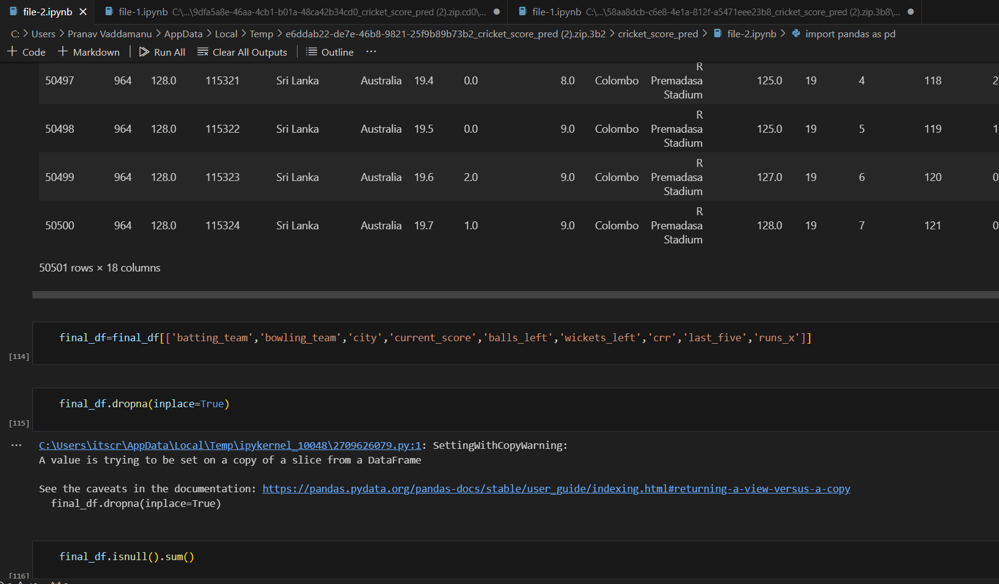 file-2.ipynb file-1.ipynb C:\...\9dfa5a8e-46aa-4cb1-b01a-48ca42b34cd0_cricket_score_pred (2).zip.cd0\... file-1.ipynb C:\...\58aa8dcb-c6e8-4e1a-812f-a5471eee23b8_cricket_score_pred (2).zip.3b8\...
C: > Users > Pranav Vaddamanu > AppData > Local > Temp > e6ddab22-de7e-46b8-9821-25f9b89b73b2_cricket_score_pred (2).zip.3b2 > cricket_score_pred > file-2.ipynb > import pandas as pd
+ Code + Markdown | Run All Clear All Outputs | Outline ...
R
50497 964 128.0 115321 Sri Lanka Australia 19.4 0.0 8.0 Colombo Premadasa 125.0 19 4 118 2
Stadium
R
50498 964 128.0 115322 Sri Lanka Australia 19.5 0.0 9.0 Colombo Premadasa 125.0 19 5 119 1
Stadium
R
50499 964 128.0 115323 Sri Lanka Australia 19.6 2.0 9.0 Colombo Premadasa 127.0 19 6 120 0
Stadium
R
50500 964 128.0 115324 Sri Lanka Australia 19.7 1.0 9.0 Colombo Premadasa 128.0 19 7 121 0
Stadium
50501 rows × 18 columns
final_df=final_df[['batting_team','bowling_team','city','current_score','balls_left','wickets_left','crr','last_five','runs_x']]
[114]
final_df.dropna(inplace=True)
[115]
... C:\Users\itscr\AppData\Local\Temp\ipykernel_10048\2709626079.py:1: SettingWithCopyWarning:
A value is trying to be set on a copy of a slice from a DataFrame
See the caveats in the documentation: https://pandas.pydata.org/pandas-docs/stable/user_guide/indexing.html#returning-a-view-versus-a-copy
final_df.dropna(inplace=True)
final_df.isnull().sum()
[116]